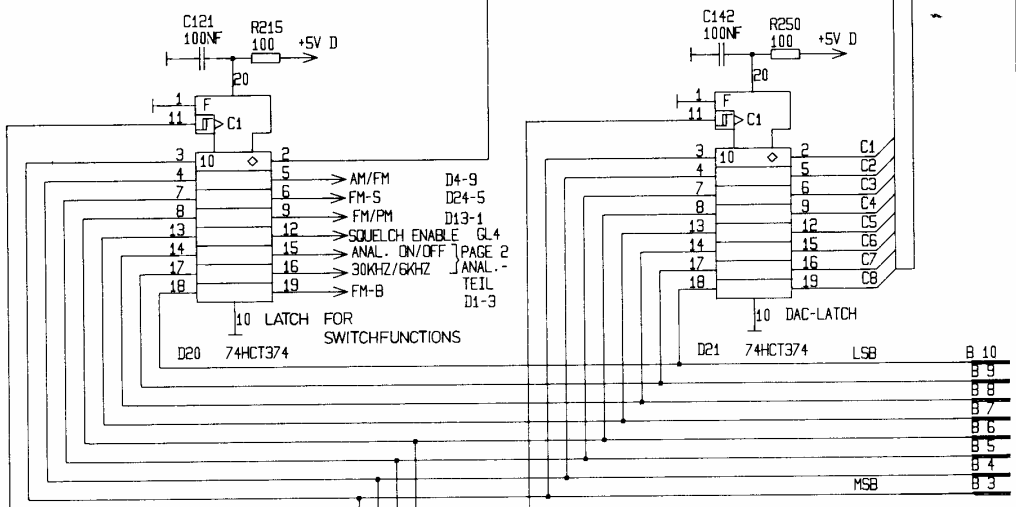 C121
100NF
R215
100
+5V D
20
1
F
11
C1
3
10
2
4
5
AM/FM
D4-9
7
6
FM-S
D24-5
8
9
FM/PM
D13-1
13
12
SQUELCH ENABLE GL4
14
15
ANAL. ON/OFF
PAGE 2
17
16
30KHZ/6KHZ
ANAL.-
TEIL
18
19
FM-B
D1-3
10
LATCH FOR
SWITCHFUNCTIONS
D20
74HCT374
C142
100NF
R250
100
+5V D
20
1
F
11
C1
3
10
2
C1
4
5
C2
7
6
C3
8
9
C4
13
12
C5
14
15
C6
17
16
C7
18
19
C8
10
DAC-LATCH
D21
74HCT374
LSB
B 10
B 9
B 8
B 7
B 6
B 5
B 4
MSB
B 3